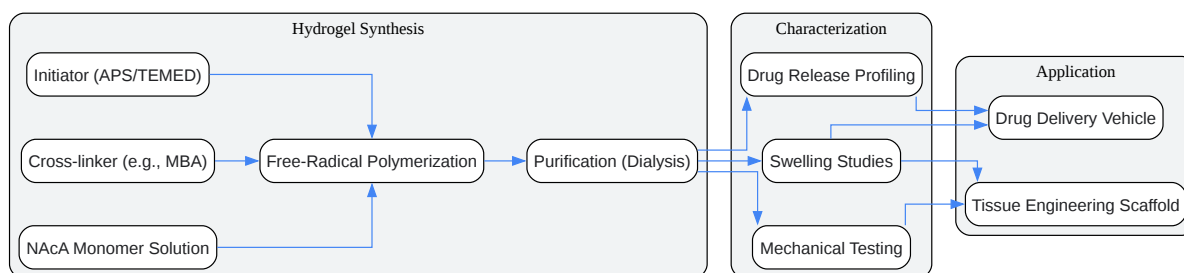 Hydrogel Synthesis
Initiator (APS/TEMED)
Cross-linker (e.g., MBA)
Free-Radical Polymerization
Purification (Dialysis)
NAcA Monomer Solution
Characterization
Drug Release Profiling
Swelling Studies
Mechanical Testing
Application
Drug Delivery Vehicle
Tissue Engineering Scaffold